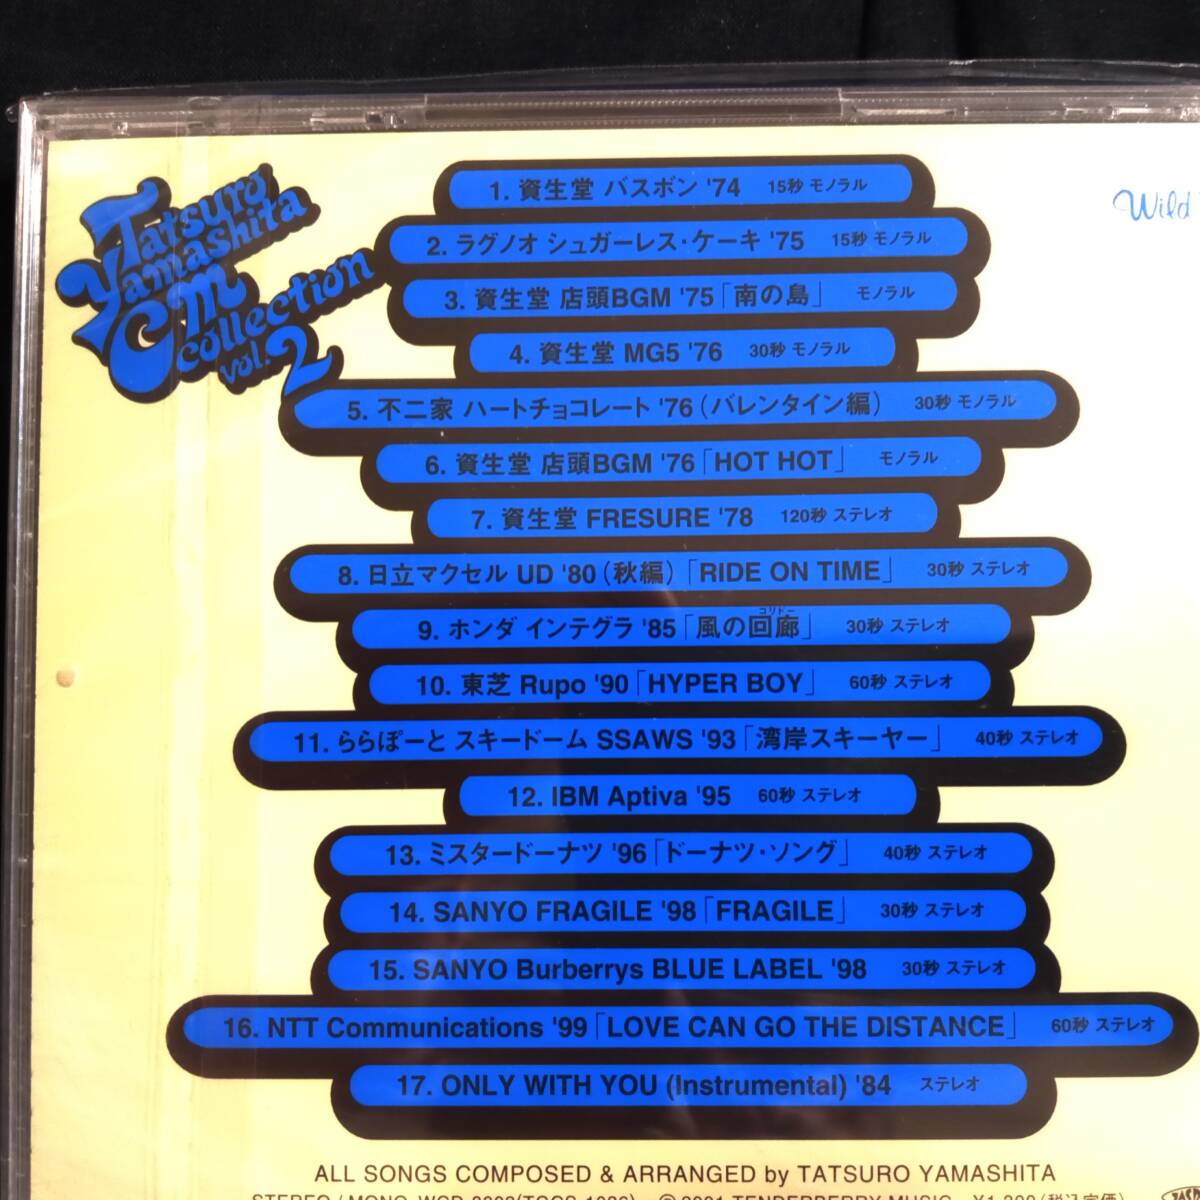 Tatsuro
Yamashita
CM
collection
vol. 2
Wild
1. 資生堂 バスボン '74 15秒 モノラル
2. ラグノオ シュガーレス・ケーキ '75 15秒 モノラル
3. 資生堂 店頭BGM '75「南の島」 モノラル
4. 資生堂 MG5 '76 30秒 モノラル
5. 不二家 ハートチョコレート '76(バレンタイン編) 30秒 モノラル
6. 資生堂 店頭BGM '76「HOT HOT」 モノラル
7. 資生堂 FRESURE '78 120秒 ステレオ
8. 日立マクセル UD '80(秋編)「RIDE ON TIME」 30秒 ステレオ
コリドー
9. ホンダ インテグラ '85「風の回廊」 30秒 ステレオ
10. 東芝 Rupo '90「HYPER BOY」 60秒 ステレオ
11. ららぽーと スキードーム SSAWS '93「湾岸スキーヤー」 40秒 ステレオ
12. IBM Aptiva '95 60秒 ステレオ
13. ミスタードーナツ '96「ドーナツ・ソング」 40秒 ステレオ
14. SANYO FRAGILE '98「FRAGILE」 30秒 ステレオ
15. SANYO Burberrys BLUE LABEL '98 30秒 ステレオ
16. NTT Communications '99「LOVE CAN GO THE DISTANCE」 60秒 ステレオ
17. ONLY WITH YOU (Instrumental) '84 ステレオ
ALL SONGS COMPOSED & ARRANGED by TATSURO YAMASHITA
STEREO / MONO 2001 TENDERBERRY MUSIC